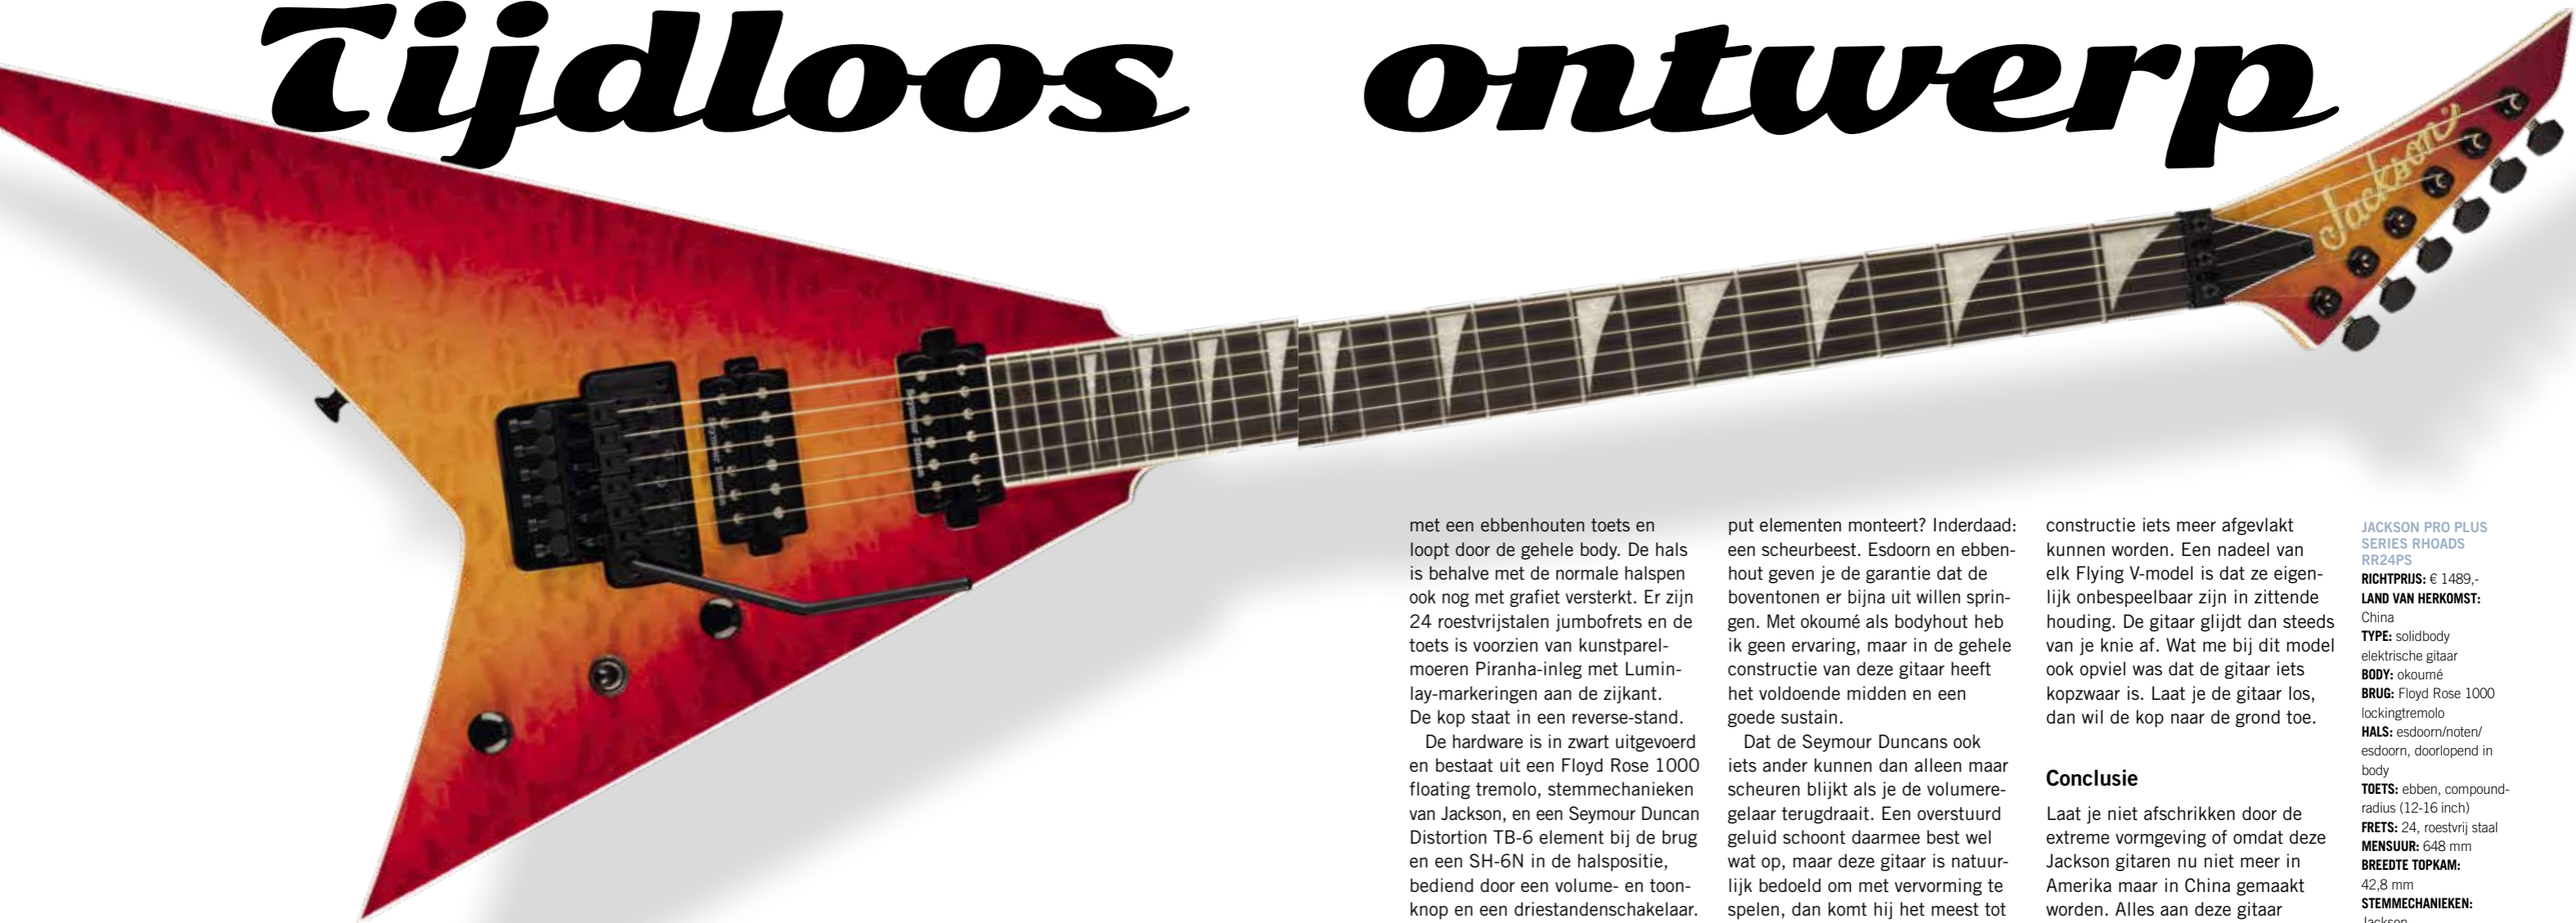 Tijdloos ontwerp
Jackson
Seymour Duncan
Seymour Duncan
met een ebbenhouten toets en
loopt door de gehele body. De hals
is behalve met de normale halspen
ook nog met grafiet versterkt. Er zijn
24 roestvrijstalen jumbofrets en de
toets is voorzien van kunstparel-
moeren Piranha-inleg met Lumin-
lay-markeringen aan de zijkant.
De kop staat in een reverse-stand.
De hardware is in zwart uitgevoerd
en bestaat uit een Floyd Rose 1000
floating tremolo, stemmechanieken
van Jackson, en een Seymour Duncan
Distortion TB-6 element bij de brug
en een SH-6N in de halspositie,
bediend door een volume- en toon-
knop en een driestandenschakelaar.
put elementen monteert? Inderdaad:
een scheurbeest. Esdoorn en ebben-
hout geven je de garantie dat de
boventonen er bijna uit willen sprin-
gen. Met okoumé als bodyhout heb
ik geen ervaring, maar in de gehele
constructie van deze gitaar heeft
het voldoende midden en een
goede sustain.
Dat de Seymour Duncans ook
iets ander kunnen dan alleen maar
scheuren blijkt als je de volumere-
gelaar terugdraait. Een overstuurd
geluid schoont daarmee best wel
wat op, maar deze gitaar is natuur-
lijk bedoeld om met vervorming te
spelen, dan komt hij het meest tot
constructie iets meer afgevlakt
kunnen worden. Een nadeel van
elk Flying V-model is dat ze eigen-
lijk onbespeelbaar zijn in zittende
houding. De gitaar glijdt dan steeds
van je knie af. Wat me bij dit model
ook opviel was dat de gitaar iets
kopzwaar is. Laat je de gitaar los,
dan wil de kop naar de grond toe.
Conclusie
Laat je niet afschrikken door de
extreme vormgeving of omdat deze
Jackson gitaren nu niet meer in
Amerika maar in China gemaakt
worden. Alles aan deze gitaar
JACKSON PRO PLUS
SERIES RHOADS
RR24PS
RICHTPRIJS: € 1489,-
LAND VAN HERKOMST:
China
TYPE: solidbody
elektrische gitaar
BODY: okoumé
BRUG: Floyd Rose 1000
lockingtremolo
HALS: esdoorn/noten/
esdoorn, doorlopend in
body
TOETS: ebben, compound-
radius (12-16 inch)
FRETS: 24, roestvrij staal
MENSUUR: 648 mm
BREEDTE TOPKAM:
42,8 mm
STEMMECHANIEKEN:
Jackson